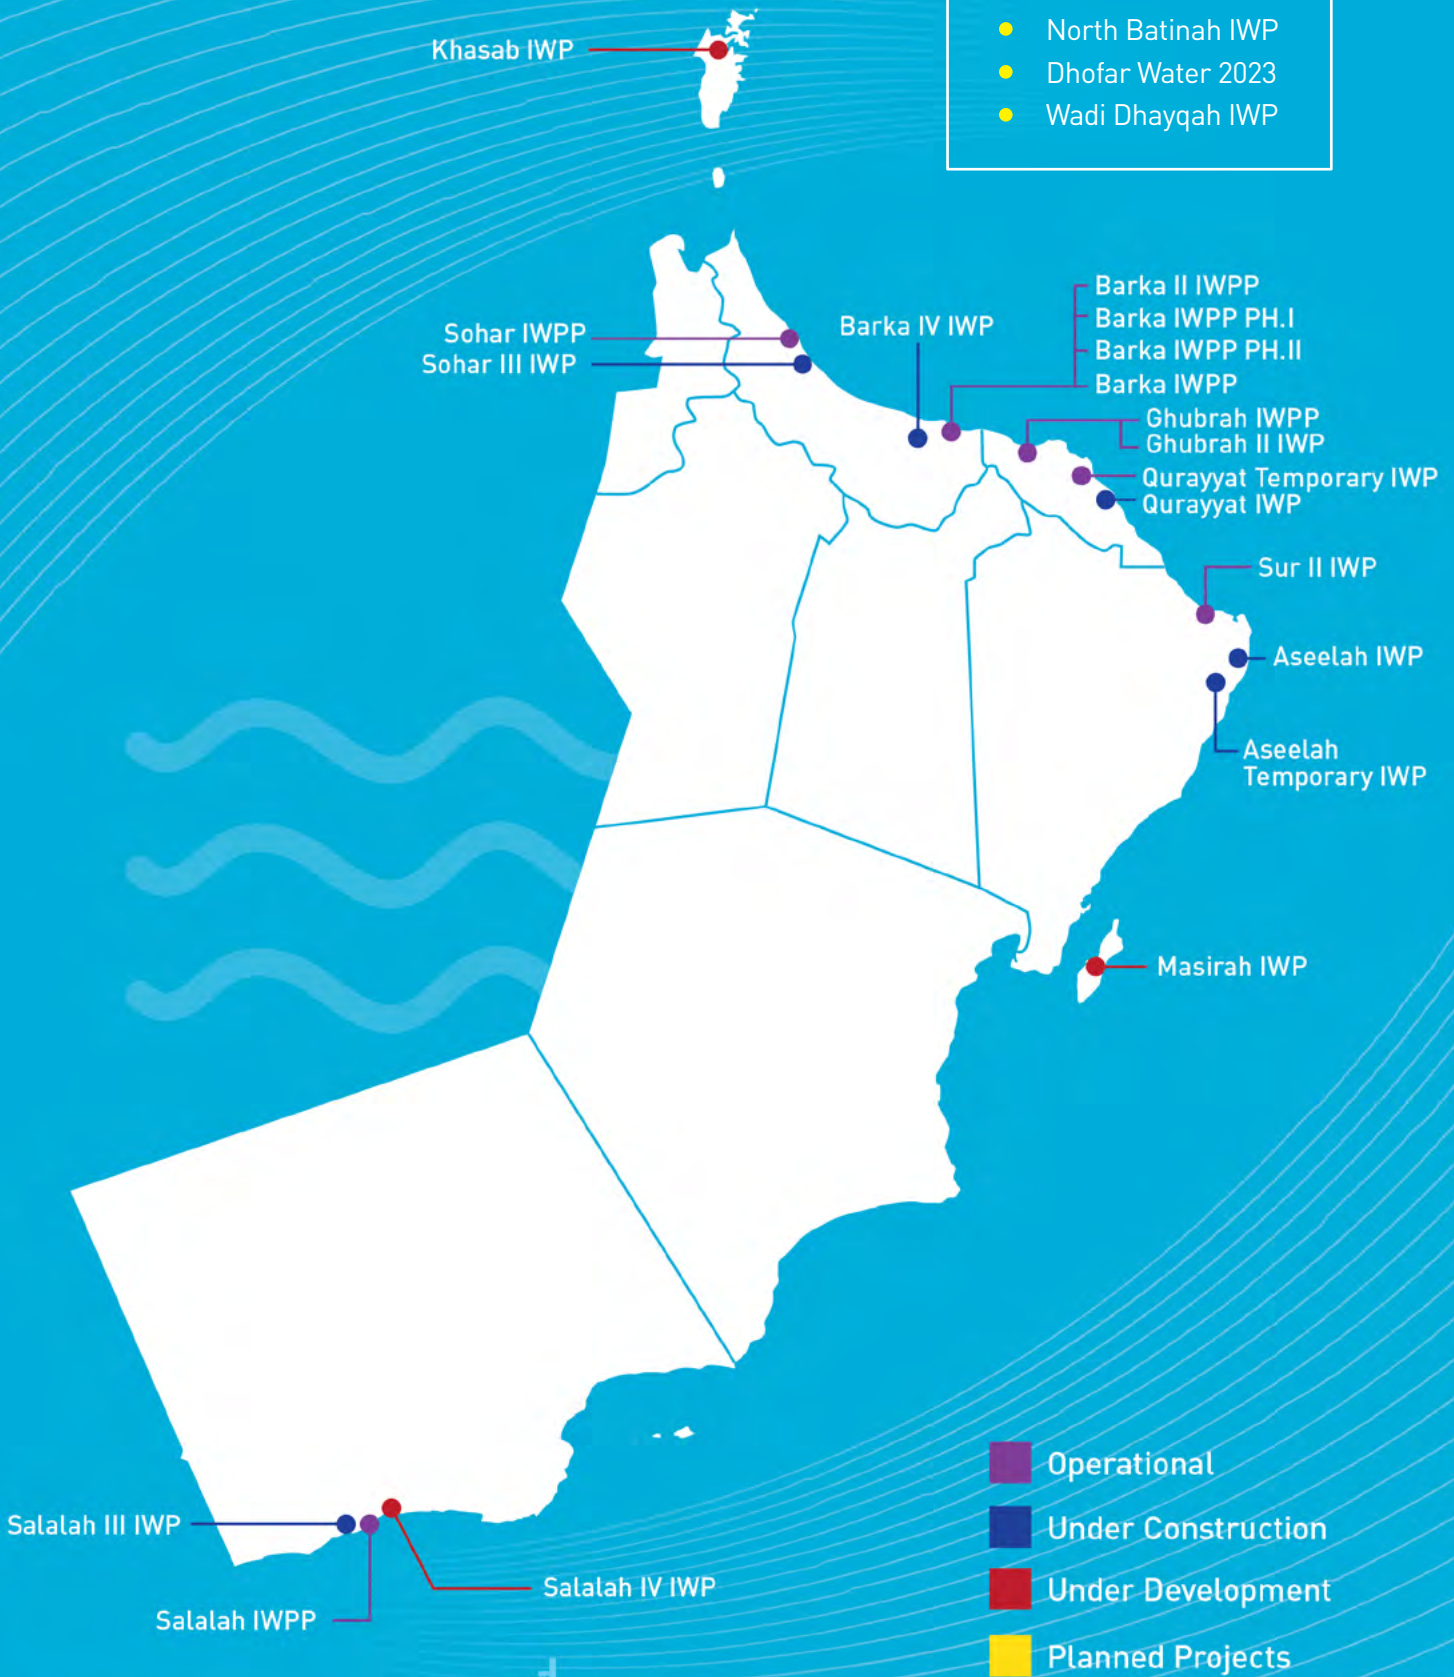 North Batinah IWP
Dhofar Water 2023
Wadi Dhayqah IWP
Khasab IWP
Sohar IWPP
Sohar III IWP
Barka IV IWP
Barka II IWPP
Barka IWPP PH.I
Barka IWPP PH.II
Barka IWPP
Ghubrah IWPP
Ghubrah II IWP
Qurayyat Temporary IWP
Qurayyat IWP
Sur II IWP
Aseelah IWP
Aseelah
Temporary IWP
Masirah IWP
Salalah III IWP
Salalah IWPP
Salalah IV IWP
Operational
Under Construction
Under Development
Planned Projects